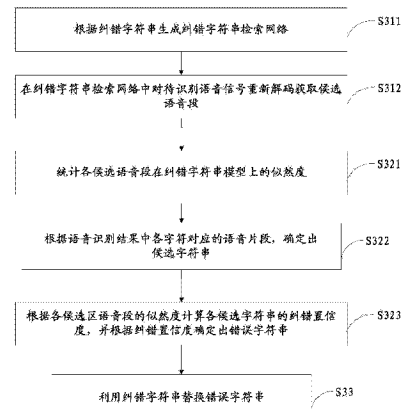 根据纠错字符串生成纠错字符串检索网络
S311
在纠错字符串检索网络中对待识别语音信号重新解码获取候选
语音段
S312
统计各候选语音段在纠错字符串模型上的似然度
S321
根据语音识别结果中各字符对应的语音片段，确定出
候选字符串
S322
根据各候选区语音段的似然度计算各候选字符串的纠错置信
度，并根据纠错置信度确定出错误字符串
S323
利用纠错字符串替换错误字符串
S33